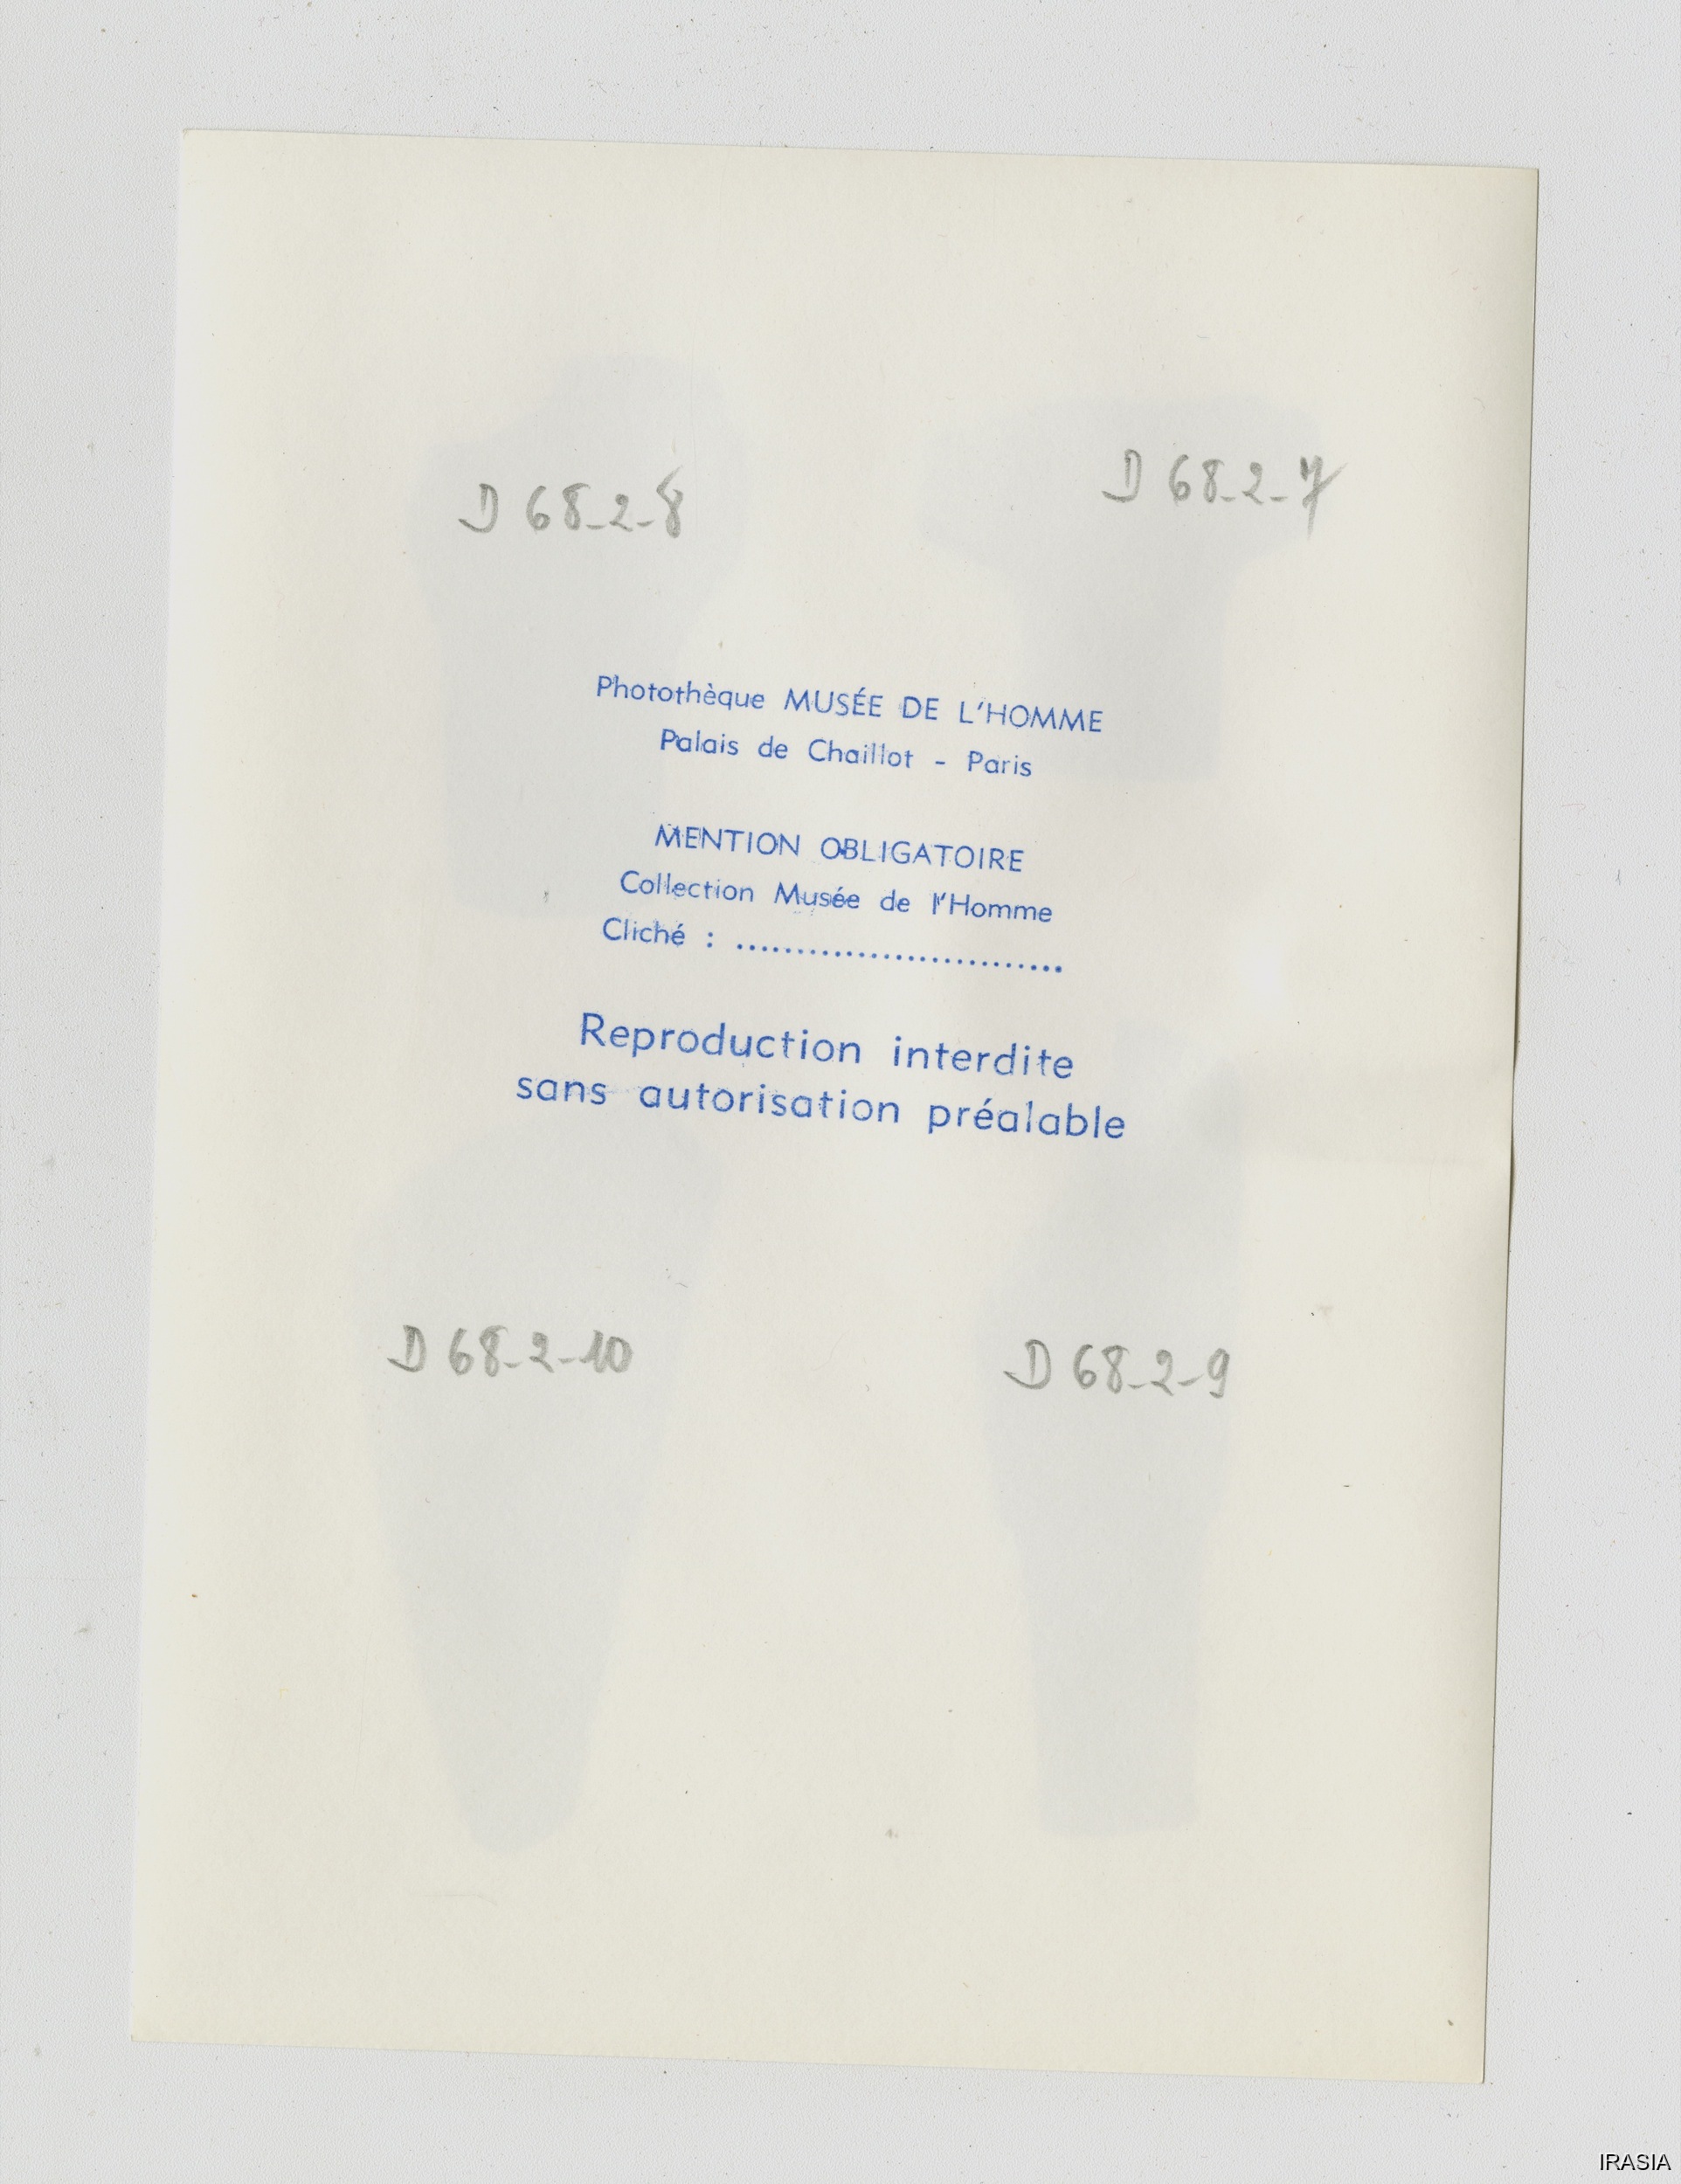 D 68-2-8
D 68-2-7
Photothèque MUSÉE DE L'HOMME
Palais de Chaillot - Paris
MENTION OBLIGATOIRE
Collection Musée de l'Homme
Cliché : ...........................
Reproduction interdite
sans autorisation préalable
D 68-2-10
D 68-2-9
IRASIA